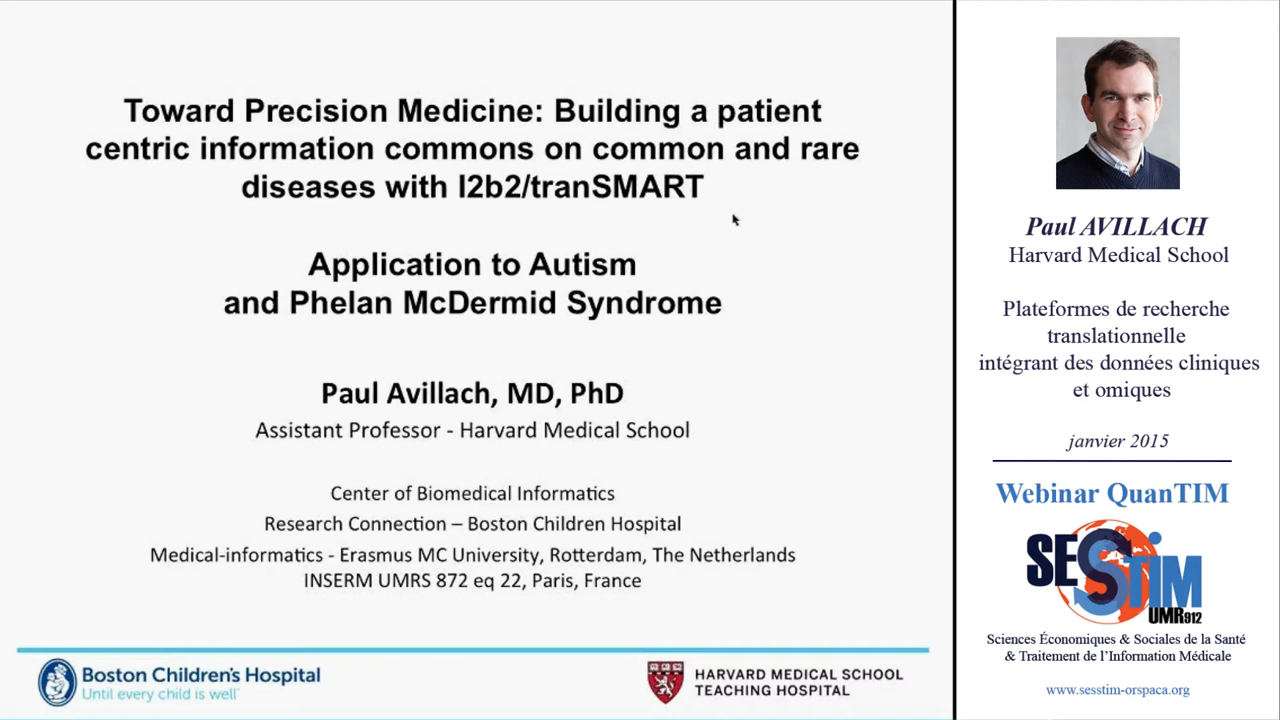 Toward Precision Medicine: Building a patient
centric information commons on common and rare
diseases with I2b2/tranSMART
Application to Autism
and Phelan McDermid Syndrome
Paul Avillach, MD, PhD
Assistant Professor - Harvard Medical School
Center of Biomedical Informatics
Research Connection – Boston Children Hospital
Medical-informatics - Erasmus MC University, Rotterdam, The Netherlands
INSERM UMRS 872 eq 22, Paris, France
Boston Children's Hospital
Until every child is well
HARVARD MEDICAL SCHOOL
TEACHING HOSPITAL
Paul AVILLACH
Harvard Medical School
Plateformes de recherche
translationnelle
intégrant des données cliniques
et omiques
janvier 2015
Webinar QuanTIM
SESSTIM
UMR912
Sciences Économiques & Sociales de la Santé
& Traitement de l'Information Médicale
www.sesstim-orspaca.org